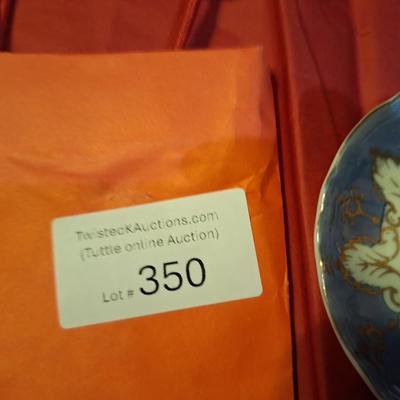 TwistecKAuctions.com
(Tuttle online Auction)
Lot # 350